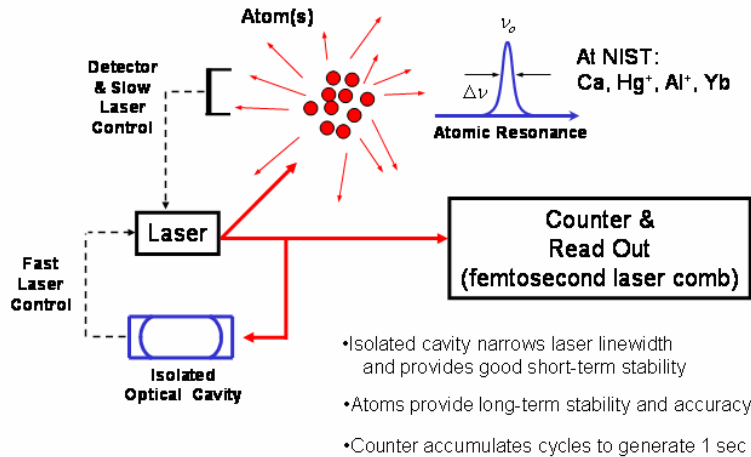 Atom(s)
ν₀
At NIST:
Ca, Hg⁺, Al⁺, Yb
Δν
Atomic Resonance
Detector
& Slow
Laser
Control
Laser
Counter &
Read Out
(femtosecond laser comb)
Fast
Laser
Control
Isolated
Optical Cavity
•Isolated cavity narrows laser linewidth
and provides good short-term stability
•Atoms provide long-term stability and accuracy
•Counter accumulates cycles to generate 1 sec